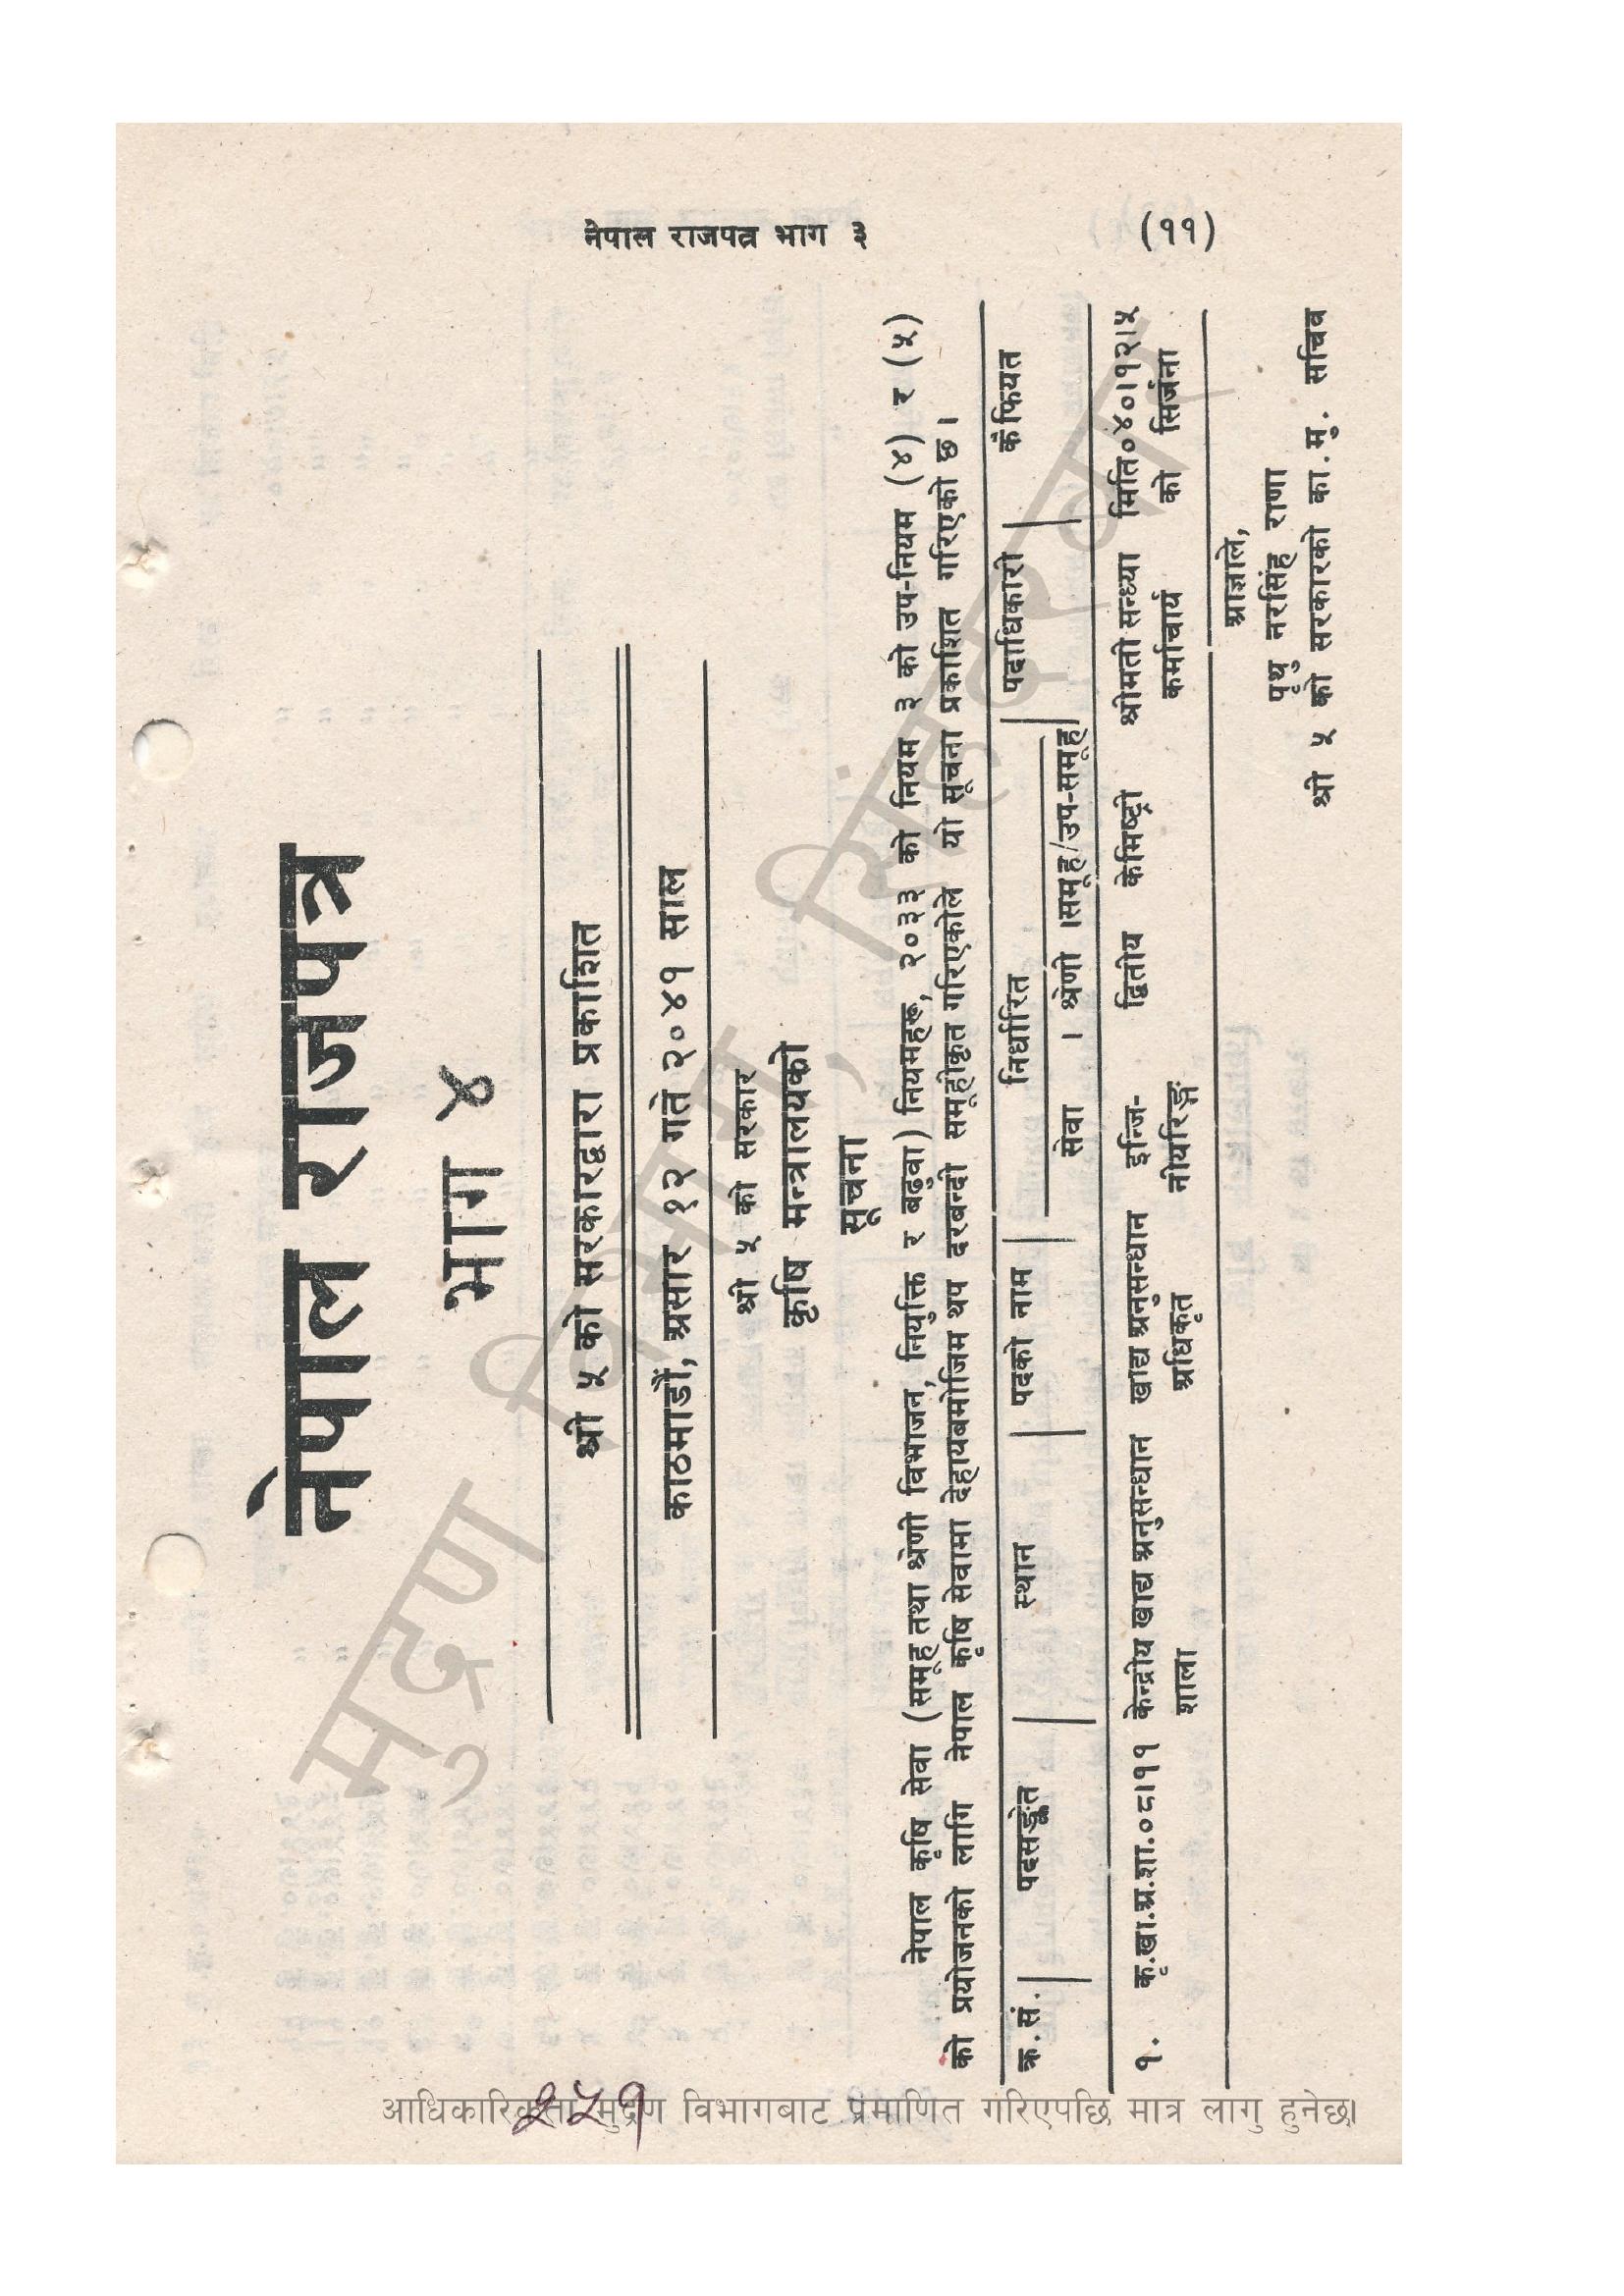 नेपाल राजपत्र भाग ३ (११)
नेपाल राजपत्र
भाग ४
श्री ५ को सरकारद्वारा प्रकाशित
काठमाडौं, असार १२ गते २०४१ साल
श्री ५ को सरकार
कृषि मन्त्रालयको
सूचना
नेपाल कृषि सेवा (समूह तथा श्रेणी विभाजन, नियुक्ति र बढुवा) नियमहरू, २०३३ को नियम ३ को उप-नियम (४) र (५)
को प्रयोजनको लागि नेपाल कृषि सेवामा देहायबमोजिम थप दरबन्दी समूहीकृत गरिएकोले यो सूचना प्रकाशित गरिएको छ ।
क्र.सं. पदसङ्केत स्थान पदको नाम निर्धारित पदाधिकारी कैफियत
सेवा । श्रेणी ।समूह/उप-समूह
१. कृ.खा.अ.शा.०८।११ केन्द्रीय खाद्य अनुसन्धान खाद्य अनुसन्धान इन्जि- द्वितीय केमिष्ट्री श्रीमती सन्ध्या मिति०४०।१२।५
शाला अधिकृत नीयरिङ्ग कर्माचार्य को सिर्जना
आज्ञाले,
पृथु नरसिंह राणा
श्री ५ को सरकारको का.मु. सचिव
मुद्रण विभाग, सिंहदरबार
२५१
आधिकारिकता मुद्रण विभागबाट प्रमाणित गरिएपछि मात्र लागु हुनेछ।